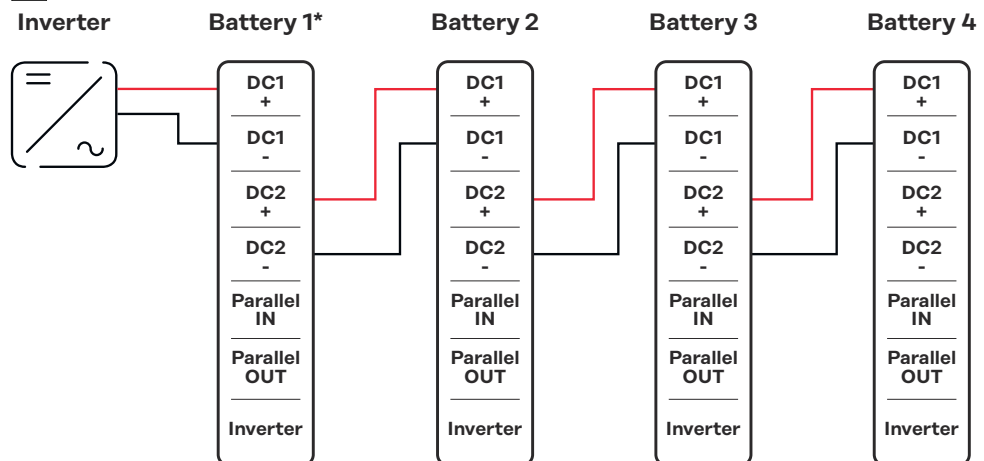 Inverter Battery 1* Battery 2 Battery 3 Battery 4
DC1 DC1 DC1 DC1
+ + + +
DC1 DC1 DC1 DC1
- - - -
DC2 DC2 DC2 DC2
+ + + +
DC2 DC2 DC2 DC2
- - - -
Parallel Parallel Parallel Parallel
IN IN IN IN
Parallel Parallel Parallel Parallel
OUT OUT OUT OUT
Inverter Inverter Inverter Inverter